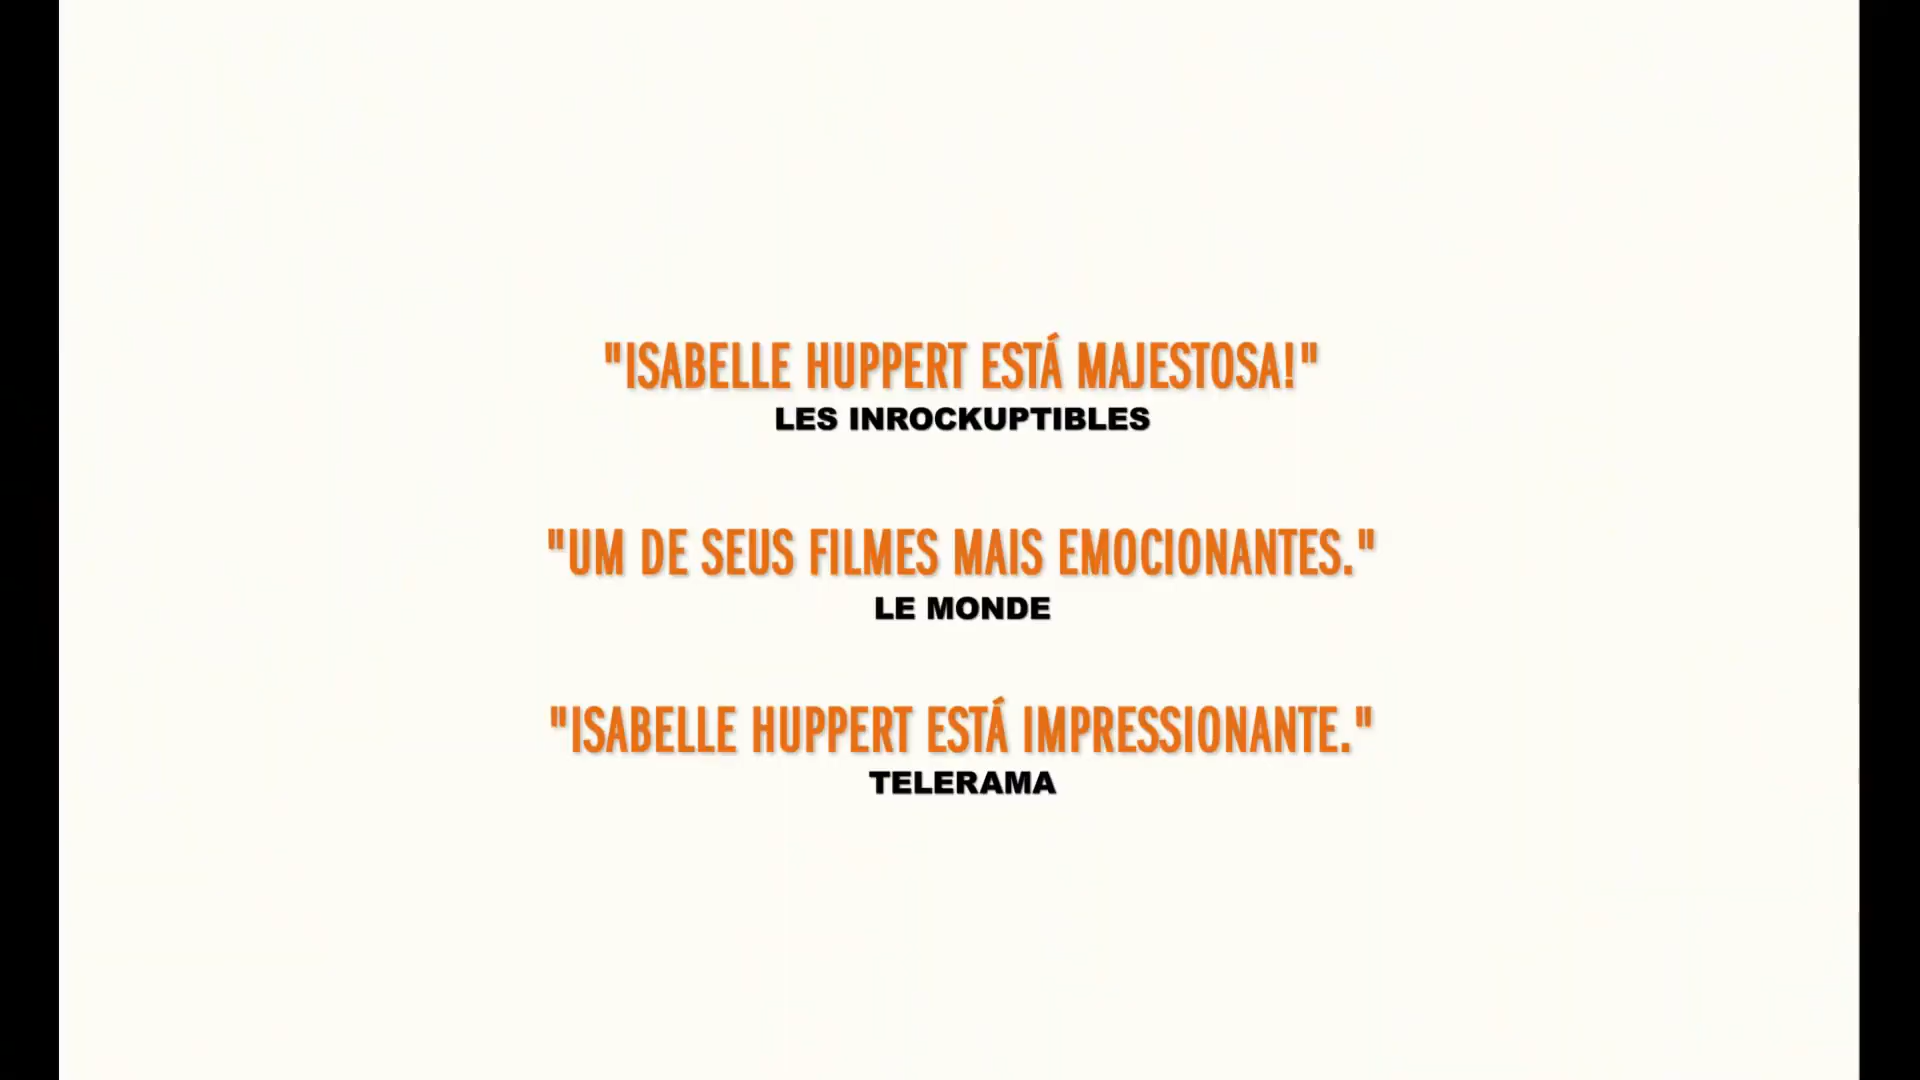 "ISABELLE HUPPERT ESTÁ MAJESTOSA!"
LES INROCKUPTIBLES
"UM DE SEUS FILMES MAIS EMOCIONANTES."
LE MONDE
"ISABELLE HUPPERT ESTÁ IMPRESSIONANTE."
TELERAMA